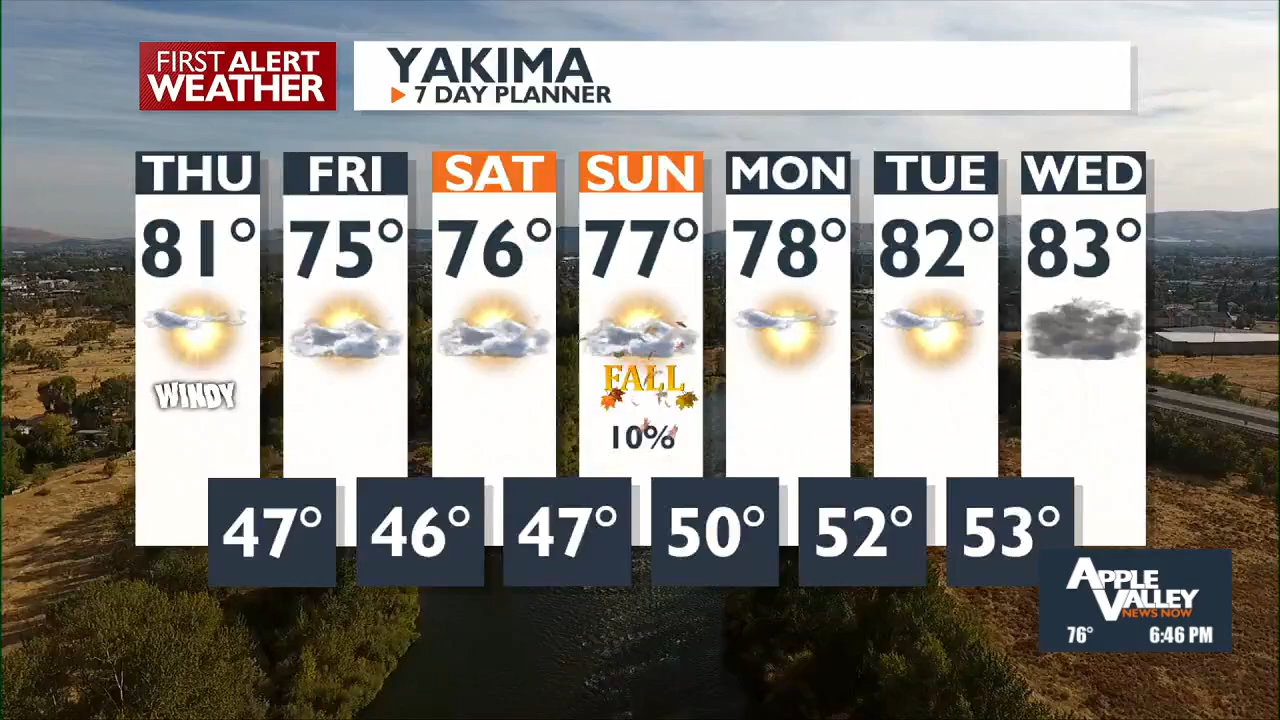 FIRST ALERT
WEATHER
YAKIMA
7 DAY PLANNER
THU FRI SAT SUN MON TUE WED
81° 75° 76° 77° 78° 82° 83°
WINDY
FALL
10%
47° 46° 47° 50° 52° 53°
APPLE
VALLEY
NEWS NOW
76° 6:46 PM